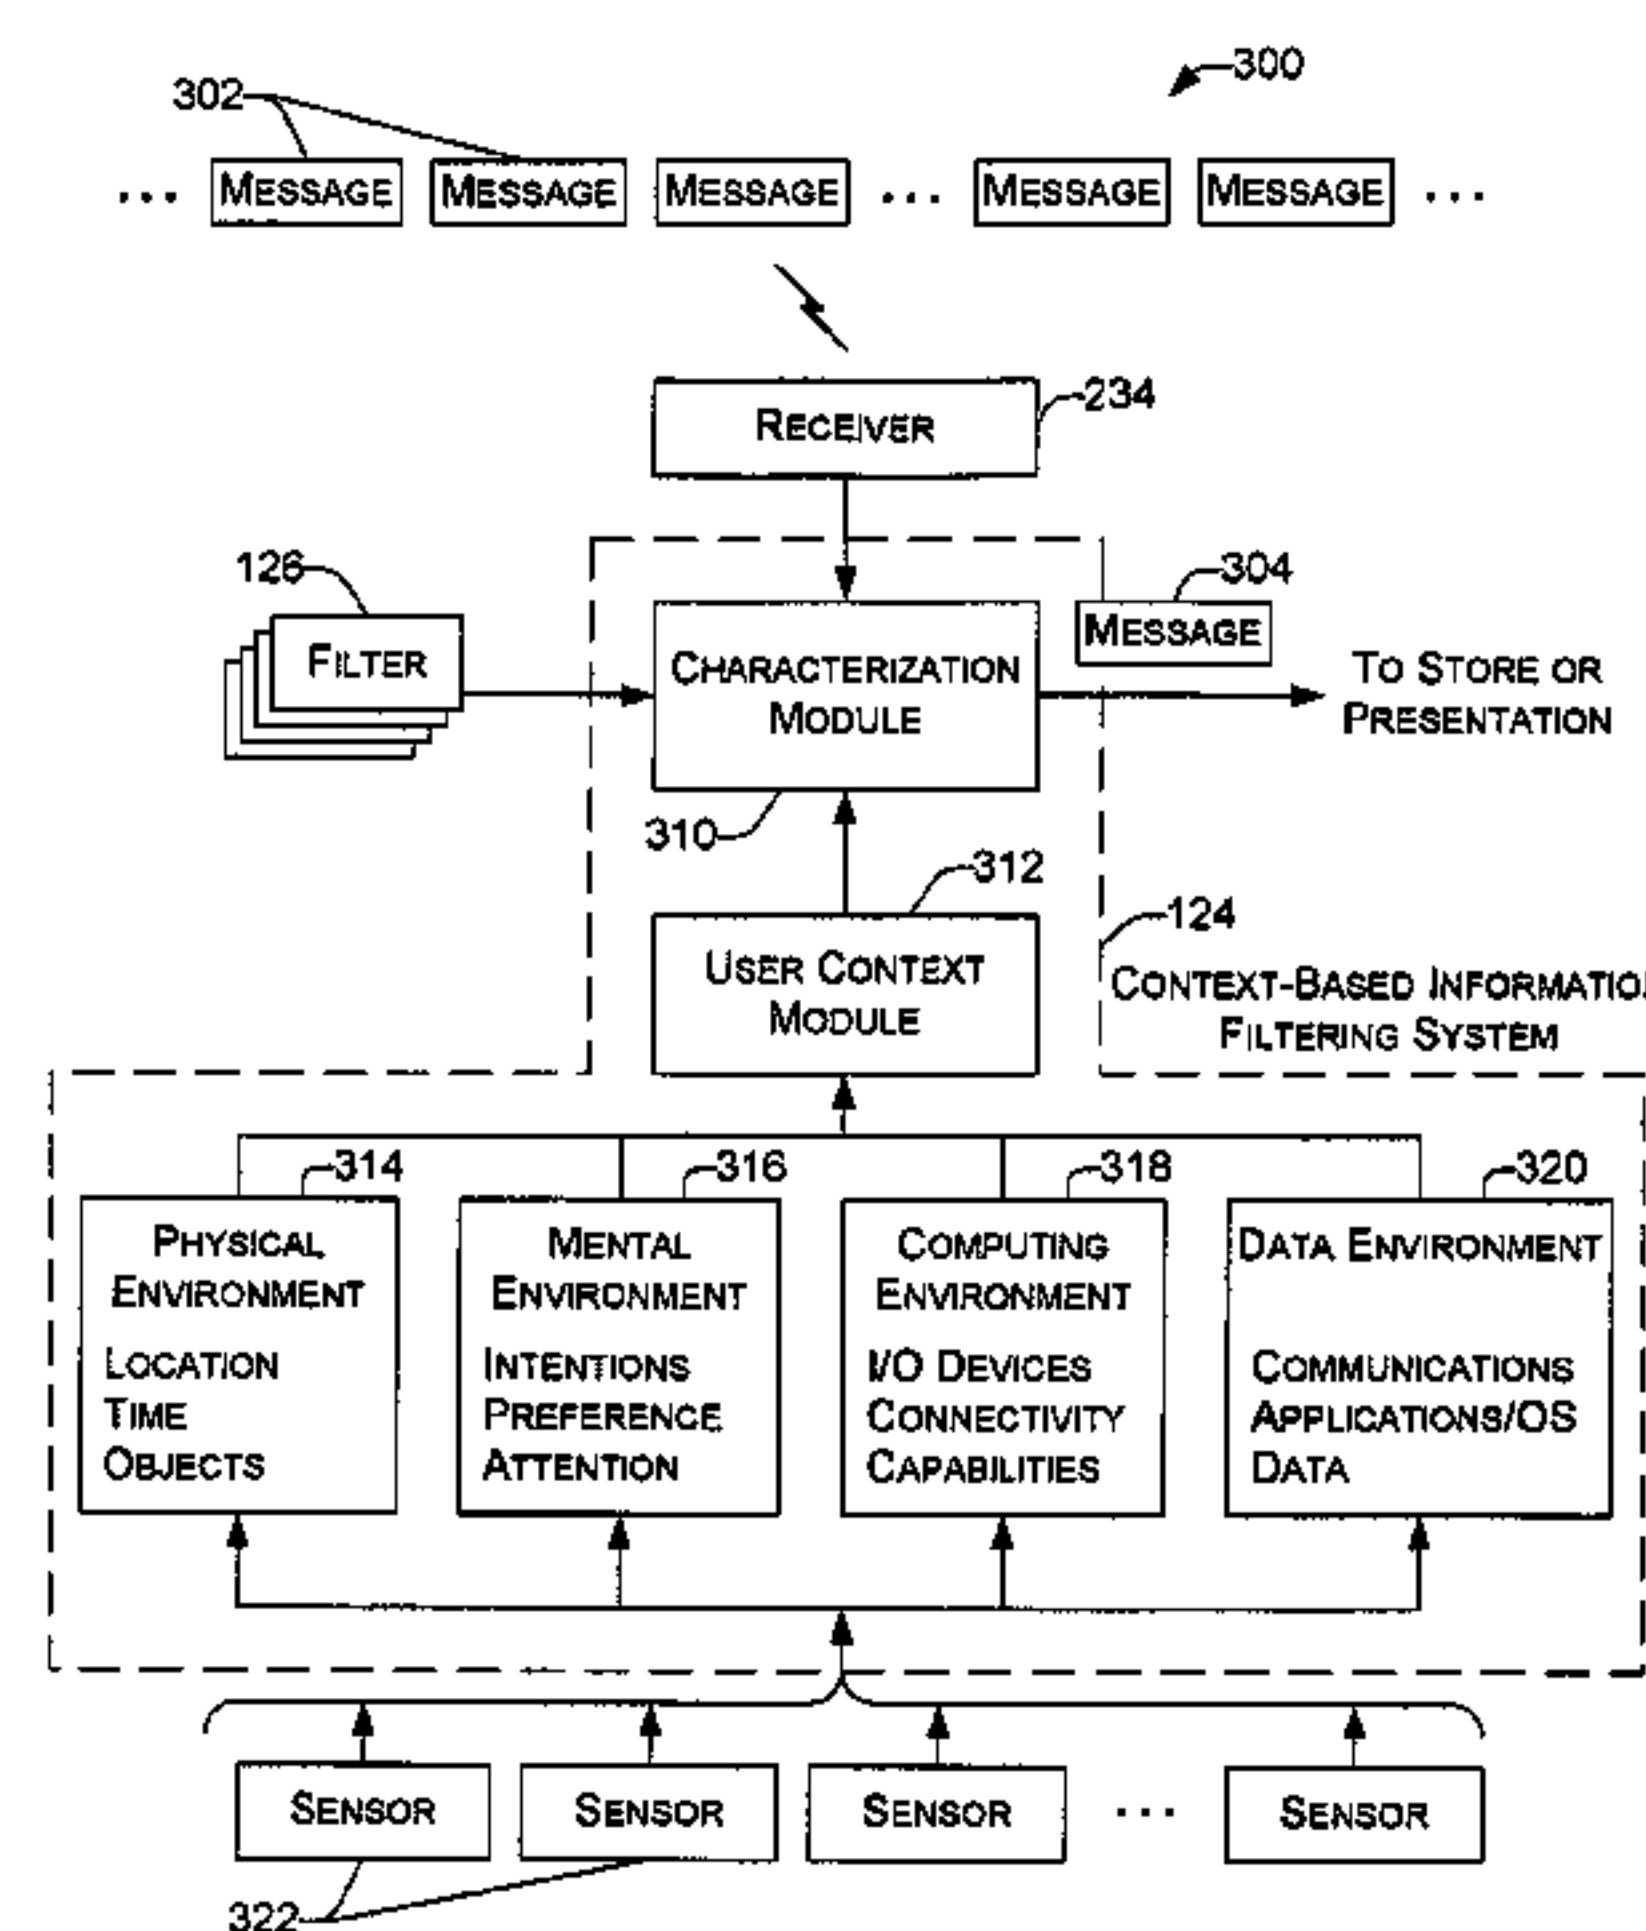 300
302
... MESSAGE MESSAGE MESSAGE ... MESSAGE MESSAGE ...
RECEIVER
234
126
FILTER
CHARACTERIZATION
MODULE
304
MESSAGE
TO STORE OR
PRESENTATION
310
312
USER CONTEXT
MODULE
124
CONTEXT-BASED INFORMATIO
FILTERING SYSTEM
314
PHYSICAL
ENVIRONMENT
LOCATION
TIME
OBJECTS
316
MENTAL
ENVIRONMENT
INTENTIONS
PREFERENCE
ATTENTION
318
COMPUTING
ENVIRONMENT
I/O DEVICES
CONNECTIVITY
CAPABILITIES
320
DATA ENVIRONMENT
COMMUNICATIONS
APPLICATIONS/OS
DATA
SENSOR SENSOR SENSOR ... SENSOR
322